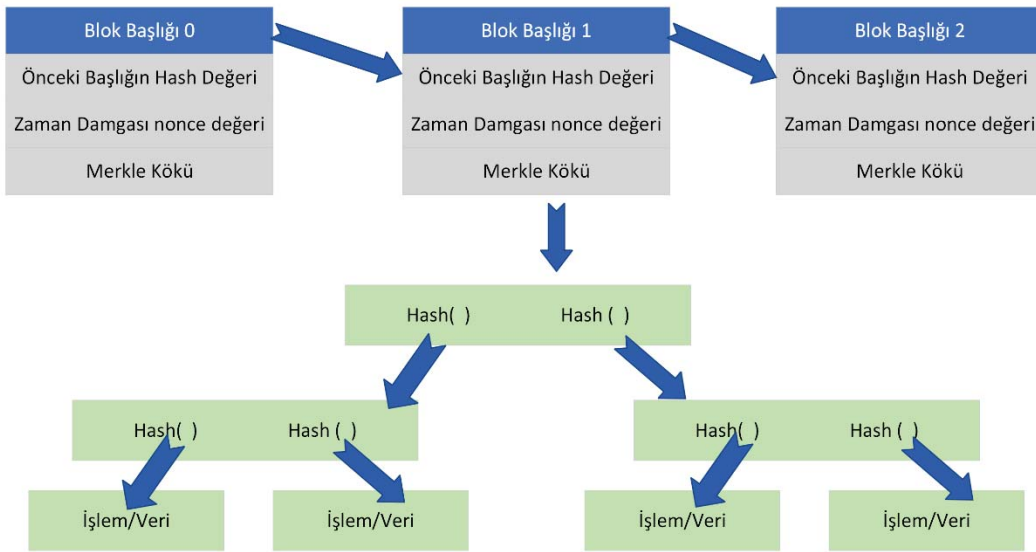 Blok Başlığı 0
Önceki Başlığın Hash Değeri
Zaman Damgası nonce değeri
Merkle Kökü
Blok Başlığı 1
Önceki Başlığın Hash Değeri
Zaman Damgası nonce değeri
Merkle Kökü
Blok Başlığı 2
Önceki Başlığın Hash Değeri
Zaman Damgası nonce değeri
Merkle Kökü
Hash( ) Hash ( )
Hash( ) Hash ( )
Hash( ) Hash ( )
İşlem/Veri
İşlem/Veri
İşlem/Veri
İşlem/Veri